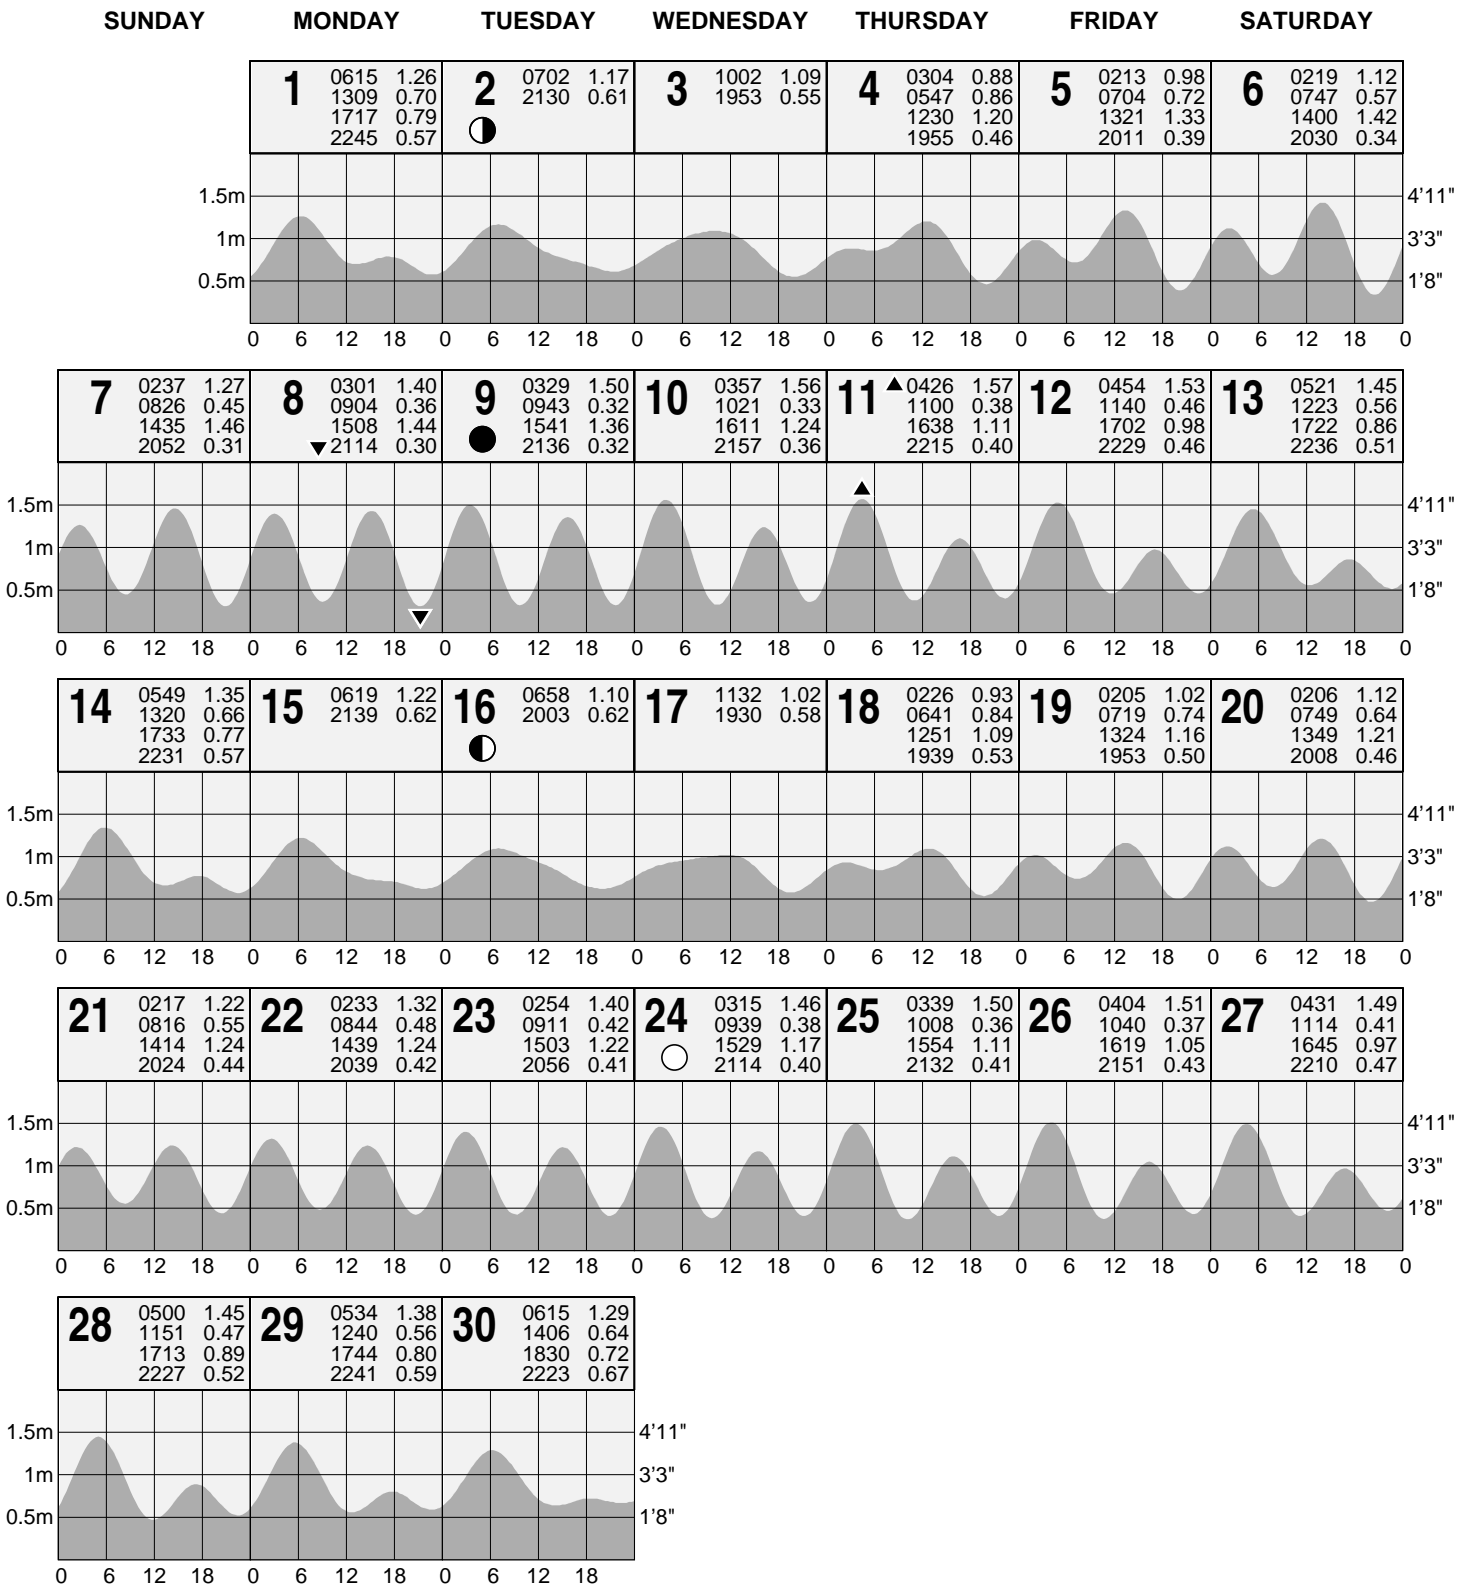 SUNDAY MONDAY TUESDAY WEDNESDAY THURSDAY FRIDAY SATURDAY
1 0615 1.26 2 0702 1.17 3 1002 1.09 4 0304 0.88 5 0213 0.98 6 0219 1.12
1309 0.70 2130 0.61 1953 0.55 0547 0.86 0704 0.72 0747 0.57
1717 0.79 1230 1.20 1321 1.33 1400 1.42
2245 0.57 1955 0.46 2011 0.39 2030 0.34
1.5m 4'11"
1m 3'3"
0.5m 1'8"
0 6 12 18 0 6 12 18 0 6 12 18 0 6 12 18 0 6 12 18 0 6 12 18 0
7 0237 1.27 8 0301 1.40 9 0329 1.50 10 0357 1.56 11 0426 1.57 12 0454 1.53 13 0521 1.45
0826 0.45 0904 0.36 0943 0.32 1021 0.33 1100 0.38 1140 0.46 1223 0.56
1435 1.46 1508 1.44 1541 1.36 1611 1.24 1638 1.11 1702 0.98 1722 0.86
2052 0.31 2114 0.30 2136 0.32 2157 0.36 2215 0.40 2229 0.46 2236 0.51
1.5m 4'11"
1m 3'3"
0.5m 1'8"
0 6 12 18 0 6 12 18 0 6 12 18 0 6 12 18 0 6 12 18 0 6 12 18 0 6 12 18 0
14 0549 1.35 15 0619 1.22 16 0658 1.10 17 1132 1.02 18 0226 0.93 19 0205 1.02 20 0206 1.12
1320 0.66 2139 0.62 2003 0.62 1930 0.58 0641 0.84 0719 0.74 0749 0.64
1733 0.77 1251 1.09 1324 1.16 1349 1.21
2231 0.57 1939 0.53 1953 0.50 2008 0.46
1.5m 4'11"
1m 3'3"
0.5m 1'8"
0 6 12 18 0 6 12 18 0 6 12 18 0 6 12 18 0 6 12 18 0 6 12 18 0 6 12 18 0
21 0217 1.22 22 0233 1.32 23 0254 1.40 24 0315 1.46 25 0339 1.50 26 0404 1.51 27 0431 1.49
0816 0.55 0844 0.48 0911 0.42 0939 0.38 1008 0.36 1040 0.37 1114 0.41
1414 1.24 1439 1.24 1503 1.22 1529 1.17 1554 1.11 1619 1.05 1645 0.97
2024 0.44 2039 0.42 2056 0.41 2114 0.40 2132 0.41 2151 0.43 2210 0.47
1.5m 4'11"
1m 3'3"
0.5m 1'8"
0 6 12 18 0 6 12 18 0 6 12 18 0 6 12 18 0 6 12 18 0 6 12 18 0 6 12 18 0
28 0500 1.45 29 0534 1.38 30 0615 1.29
1151 0.47 1240 0.56 1406 0.64
1713 0.89 1744 0.80 1830 0.72
2227 0.52 2241 0.59 2223 0.67
1.5m 4'11"
1m 3'3"
0.5m 1'8"
0 6 12 18 0 6 12 18 0 6 12 18